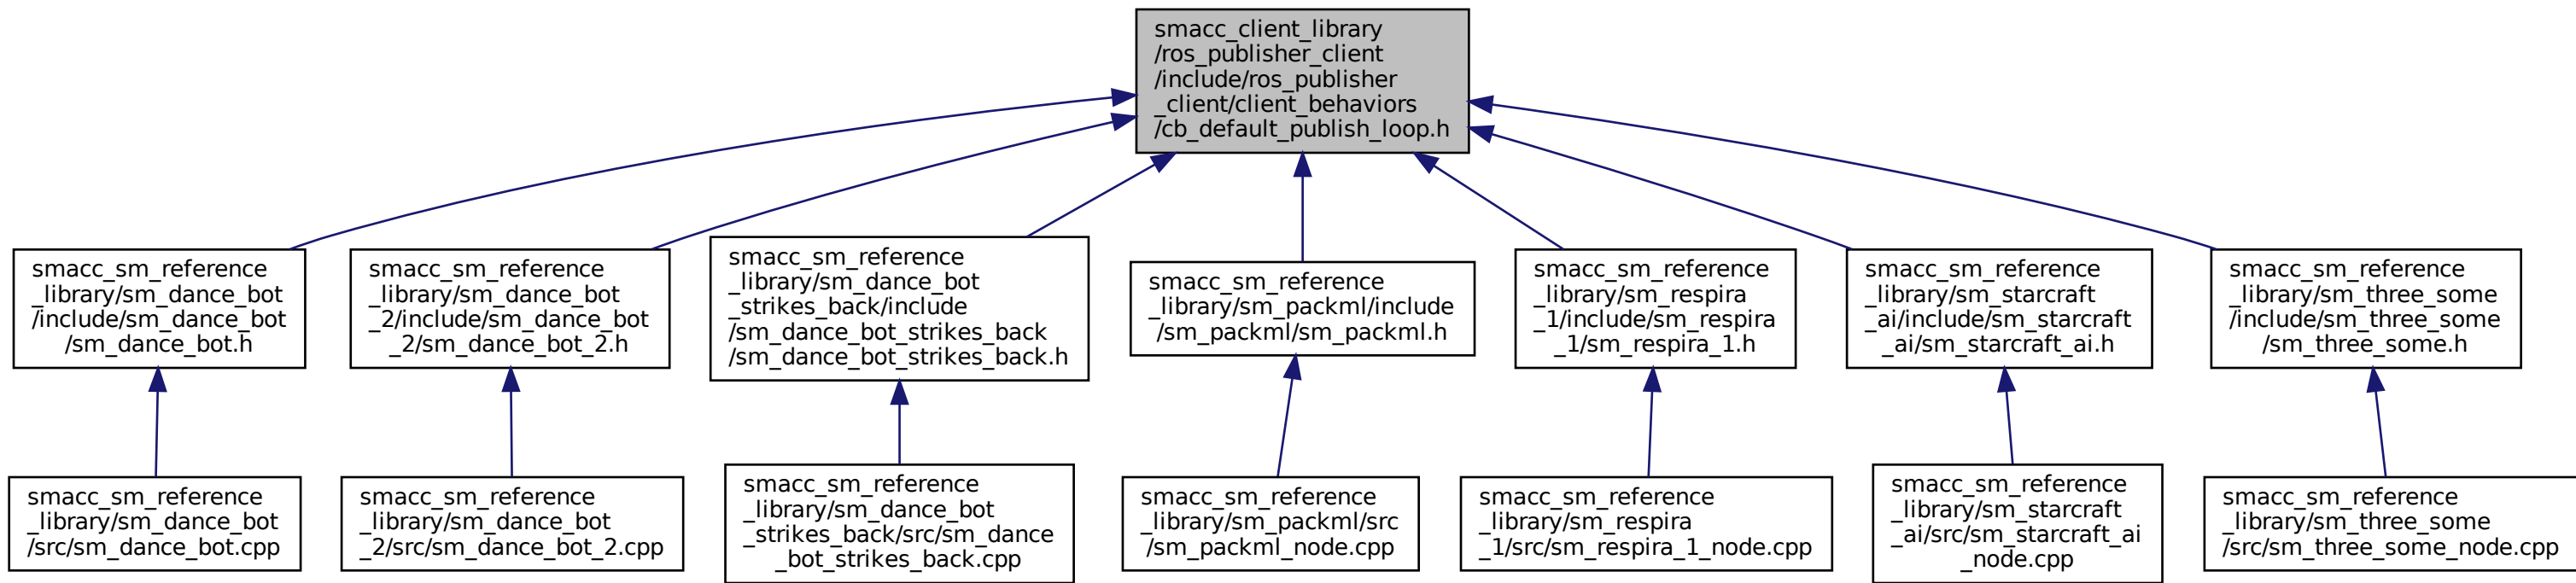 smacc_client_library
/ros_publisher_client
/include/ros_publisher
_client/client_behaviors
/cb_default_publish_loop.h
smacc_sm_reference
_library/sm_dance_bot
/include/sm_dance_bot
/sm_dance_bot.h
smacc_sm_reference
_library/sm_dance_bot
_2/include/sm_dance_bot
_2/sm_dance_bot_2.h
smacc_sm_reference
_library/sm_dance_bot
_strikes_back/include
/sm_dance_bot_strikes_back
/sm_dance_bot_strikes_back.h
smacc_sm_reference
_library/sm_packml/include
/sm_packml/sm_packml.h
smacc_sm_reference
_library/sm_respira
_1/include/sm_respira
_1/sm_respira_1.h
smacc_sm_reference
_library/sm_starcraft
_ai/include/sm_starcraft
_ai/sm_starcraft_ai.h
smacc_sm_reference
_library/sm_three_some
/include/sm_three_some
/sm_three_some.h
smacc_sm_reference
_library/sm_dance_bot
/src/sm_dance_bot.cpp
smacc_sm_reference
_library/sm_dance_bot
_2/src/sm_dance_bot_2.cpp
smacc_sm_reference
_library/sm_dance_bot
_strikes_back/src/sm_dance
_bot_strikes_back.cpp
smacc_sm_reference
_library/sm_packml/src
/sm_packml_node.cpp
smacc_sm_reference
_library/sm_respira
_1/src/sm_respira_1_node.cpp
smacc_sm_reference
_library/sm_starcraft
_ai/src/sm_starcraft_ai
_node.cpp
smacc_sm_reference
_library/sm_three_some
/src/sm_three_some_node.cpp